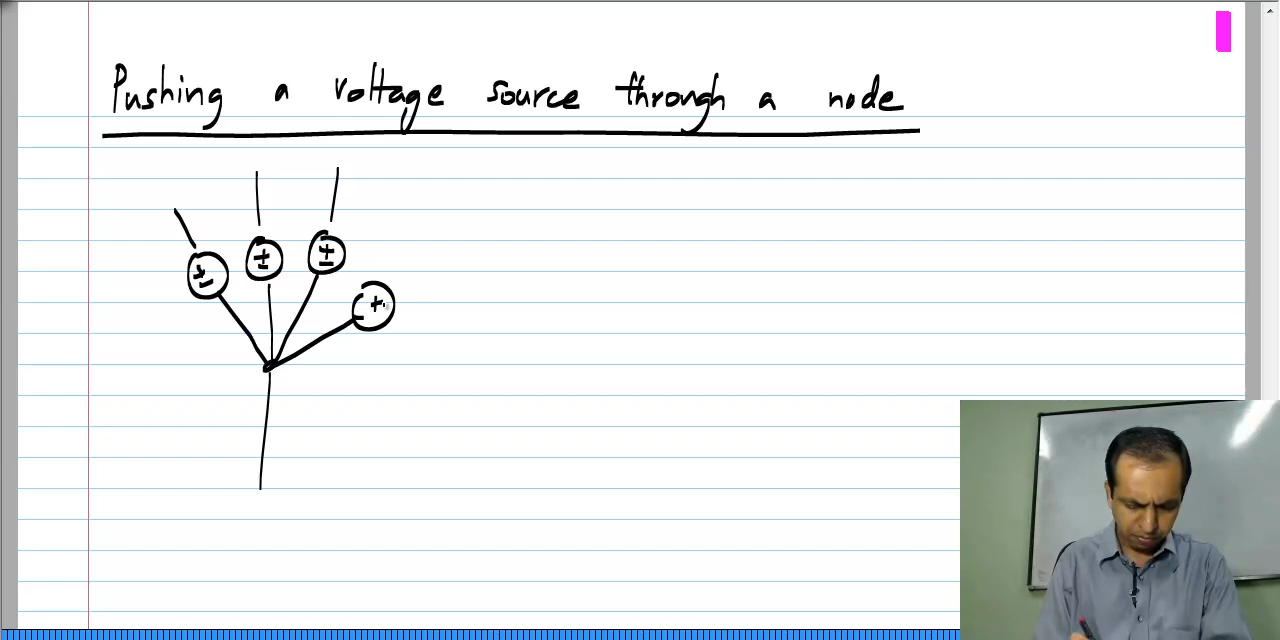 Pushing a voltage source through a node
±
±
±
+